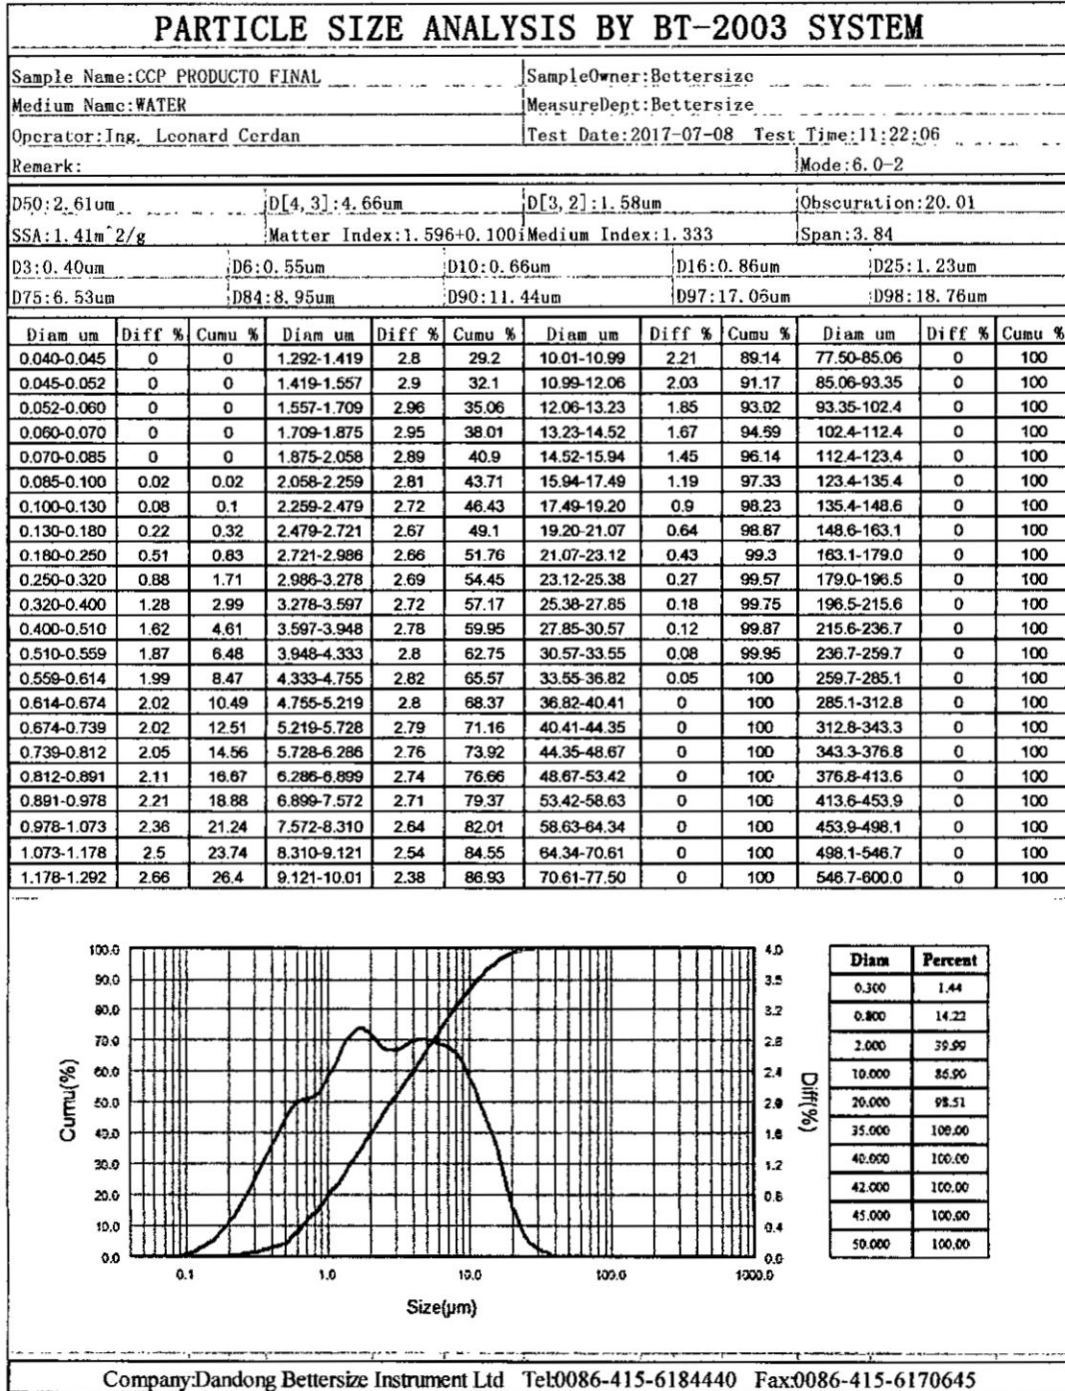 PARTICLE SIZE ANALYSIS BY BT-2003 SYSTEM
Sample Name:CCP PRODUCTO FINAL SampleOwner:Bettersize
Medium Name:WATER MeasureDept:Bettersize
Operator:Ing. Leonard Cerdan Test Date:2017-07-08 Test Time:11:22:06
Remark: Mode:6.0-2
D50:2.61um D[4,3]:4.66um D[3,2]:1.58um Obscuration:20.01
SSA:1.41m^2/g Matter Index:1.596+0.100i Medium Index:1.333 Span:3.84
D3:0.40um D6:0.55um D10:0.66um D16:0.86um D25:1.23um
D75:6.53um D84:8.95um D90:11.44um D97:17.06um D98:18.76um
Diam um Diff % Cumu % Diam um Diff % Cumu % Diam um Diff % Cumu % Diam um Diff % Cumu %
0.040-0.045 0 0 1.292-1.419 2.8 29.2 10.01-10.99 2.21 89.14 77.50-85.06 0 100
0.045-0.052 0 0 1.419-1.557 2.9 32.1 10.99-12.06 2.03 91.17 85.06-93.35 0 100
0.052-0.060 0 0 1.557-1.709 2.96 35.06 12.06-13.23 1.85 93.02 93.35-102.4 0 100
0.060-0.070 0 0 1.709-1.875 2.95 38.01 13.23-14.52 1.67 94.69 102.4-112.4 0 100
0.070-0.085 0 0 1.875-2.058 2.89 40.9 14.52-15.94 1.45 96.14 112.4-123.4 0 100
0.085-0.100 0.02 0.02 2.058-2.259 2.81 43.71 15.94-17.49 1.19 97.33 123.4-135.4 0 100
0.100-0.130 0.08 0.1 2.259-2.479 2.72 46.43 17.49-19.20 0.9 98.23 135.4-148.6 0 100
0.130-0.180 0.22 0.32 2.479-2.721 2.67 49.1 19.20-21.07 0.64 98.87 148.6-163.1 0 100
0.180-0.250 0.51 0.83 2.721-2.986 2.66 51.76 21.07-23.12 0.43 99.3 163.1-179.0 0 100
0.250-0.320 0.88 1.71 2.986-3.278 2.69 54.45 23.12-25.38 0.27 99.57 179.0-196.5 0 100
0.320-0.400 1.28 2.99 3.278-3.597 2.72 57.17 25.38-27.85 0.18 99.75 196.5-215.6 0 100
0.400-0.510 1.62 4.61 3.597-3.948 2.78 59.95 27.85-30.57 0.12 99.87 215.6-236.7 0 100
0.510-0.559 1.87 6.48 3.948-4.333 2.8 62.75 30.57-33.55 0.08 99.95 236.7-259.7 0 100
0.559-0.614 1.99 8.47 4.333-4.755 2.82 65.57 33.55-36.82 0.05 100 259.7-285.1 0 100
0.614-0.674 2.02 10.49 4.755-5.219 2.8 68.37 36.82-40.41 0 100 285.1-312.8 0 100
0.674-0.739 2.02 12.51 5.219-5.728 2.79 71.16 40.41-44.35 0 100 312.8-343.3 0 100
0.739-0.812 2.05 14.56 5.728-6.286 2.76 73.92 44.35-48.67 0 100 343.3-376.8 0 100
0.812-0.891 2.11 16.67 6.286-6.899 2.74 76.66 48.67-53.42 0 100 376.8-413.6 0 100
0.891-0.978 2.21 18.88 6.899-7.572 2.71 79.37 53.42-58.63 0 100 413.6-453.9 0 100
0.978-1.073 2.36 21.24 7.572-8.310 2.64 82.01 58.63-64.34 0 100 453.9-498.1 0 100
1.073-1.178 2.5 23.74 8.310-9.121 2.54 84.55 64.34-70.61 0 100 498.1-546.7 0 100
1.178-1.292 2.66 26.4 9.121-10.01 2.38 86.93 70.61-77.50 0 100 546.7-600.0 0 100
100.0 4.0
90.0 3.5
80.0 3.2
70.0 2.8
60.0 2.4
50.0 2.0
40.0 1.6
30.0 1.2
20.0 0.8
10.0 0.4
0.0 0.0
Cumu(%)
Diff(%)
0.1 1.0 10.0 100.0 1000.0
Size(µm)
Diam Percent
0.300 1.44
0.800 14.22
2.000 39.99
10.000 86.90
20.000 98.51
35.000 100.00
40.000 100.00
42.000 100.00
45.000 100.00
50.000 100.00
Company:Dandong Bettersize Instrument Ltd Tel:0086-415-6184440 Fax:0086-415-6170645